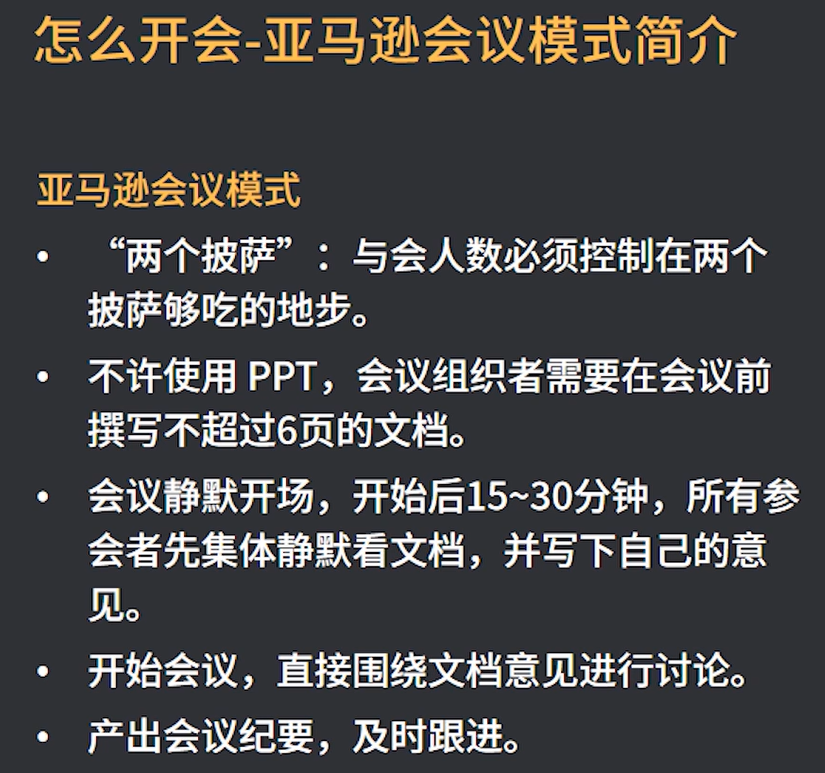 怎么开会-亚马逊会议模式简介
亚马逊会议模式
• “两个披萨”：与会人数必须控制在两个
披萨够吃的地步。
• 不许使用 PPT，会议组织者需要在会议前
撰写不超过6页的文档。
• 会议静默开场，开始后15~30分钟，所有参
会者先集体静默看文档，并写下自己的意
见。
• 开始会议，直接围绕文档意见进行讨论。
• 产出会议纪要，及时跟进。